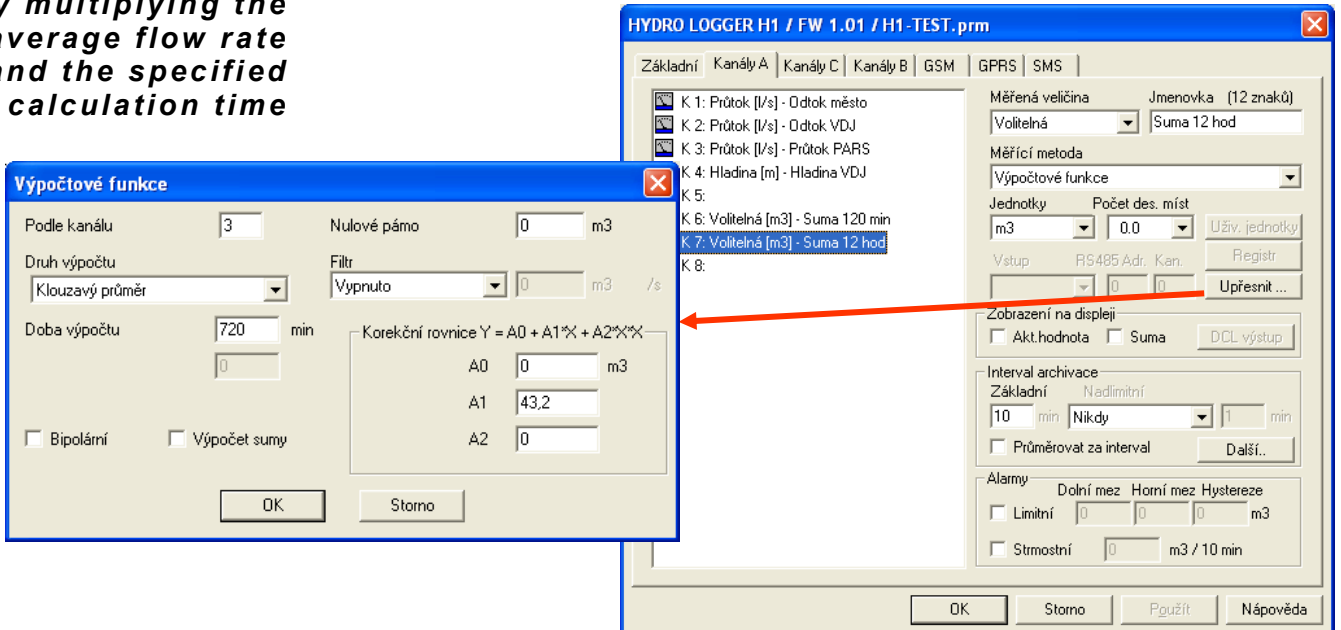 y multiplying the
average flow rate
and the specified
calculation time
HYDRO LOGGER H1 / FW 1.01 / H1-TEST.prm
Základní Kanály A Kanály C Kanály B GSM GPRS SMS
K 1: Průtok [l/s] - Odtok město
K 2: Průtok [l/s] - Odtok VDJ
K 3: Průtok [l/s] - Průtok PARS
K 4: Hladina [m] - Hladina VDJ
K 5:
K 6: Volitelná [m3] - Suma 120 min
K 7: Volitelná [m3] - Suma 12 hod
K 8:
Měřená veličina Jmenovka (12 znaků)
Volitelná Suma 12 hod
Měřící metoda
Výpočtové funkce
Jednotky Počet des. míst
m3 0.0 Uživ. jednotky
Vstup RS485 Adr. Kan. Registr
0 0 Upřesnit ...
Zobrazení na displeji
Akt.hodnota Suma DCL výstup
Interval archivace
Základní Nadlimitní
10 min Nikdy 1 min
Průměrovat za interval Další..
Alarmy
Dolní mez Horní mez Hystereze
Limitní 0 0 0 m3
Strmostní 0 m3 / 10 min
OK Storno Použít Nápověda
Výpočtové funkce
Podle kanálu 3 Nulové pámo 0 m3
Druh výpočtu Filtr
Klouzavý průměr Vypnuto 0 m3 /s
Doba výpočtu 720 min Korekční rovnice Y = A0 + A1*X + A2*X*X
0 A0 0 m3
A1 43,2
Bipolární Výpočet sumy A2 0
OK Storno